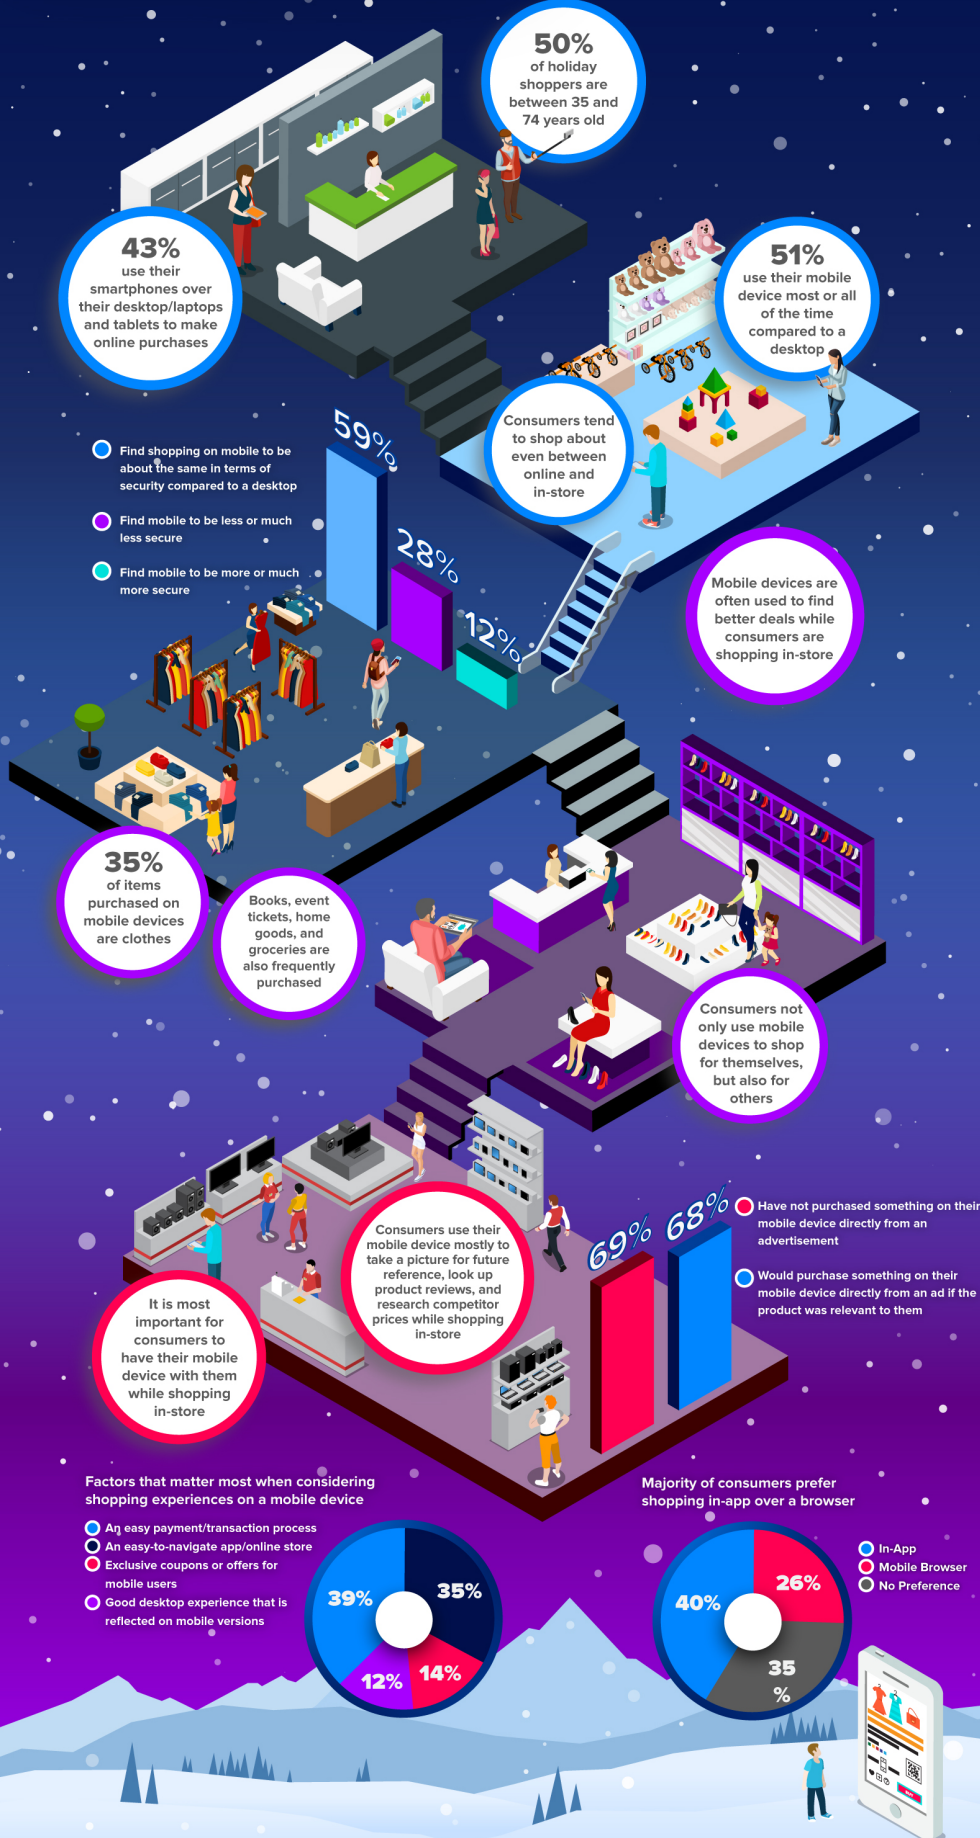 50%
of holiday
shoppers are
between 35 and
74 years old
43%
use their
smartphones over
their desktop/laptops
and tablets to make
online purchases
51%
use their mobile
device most or all
of the time
compared to a
desktop
Consumers tend
to shop about
even between
online and
in-store
59%
28%
12%
Find shopping on mobile to be
about the same in terms of
security compared to a desktop
Find mobile to be less or much
less secure
Find mobile to be more or much
more secure
Mobile devices are
often used to find
better deals while
consumers are
shopping in-store
35%
of items
purchased on
mobile devices
are clothes
Books, event
tickets, home
goods, and
groceries are
also frequently
purchased
Consumers not
only use mobile
devices to shop
for themselves,
but also for
others
Consumers use their
mobile device mostly to
take a picture for future
reference, look up
product reviews, and
research competitor
prices while shopping
in-store
69%
68%
Have not purchased something on their
mobile device directly from an
advertisement
Would purchase something on their
mobile device directly from an ad if the
product was relevant to them
It is most
important for
consumers to
have their mobile
device with them
while shopping
in-store
Factors that matter most when considering
shopping experiences on a mobile device
An easy payment/transaction process
An easy-to-navigate app/online store
Exclusive coupons or offers for
mobile users
Good desktop experience that is
reflected on mobile versions
39%
35%
12%
14%
Majority of consumers prefer
shopping in-app over a browser
40%
26%
35
%
In-App
Mobile Browser
No Preference